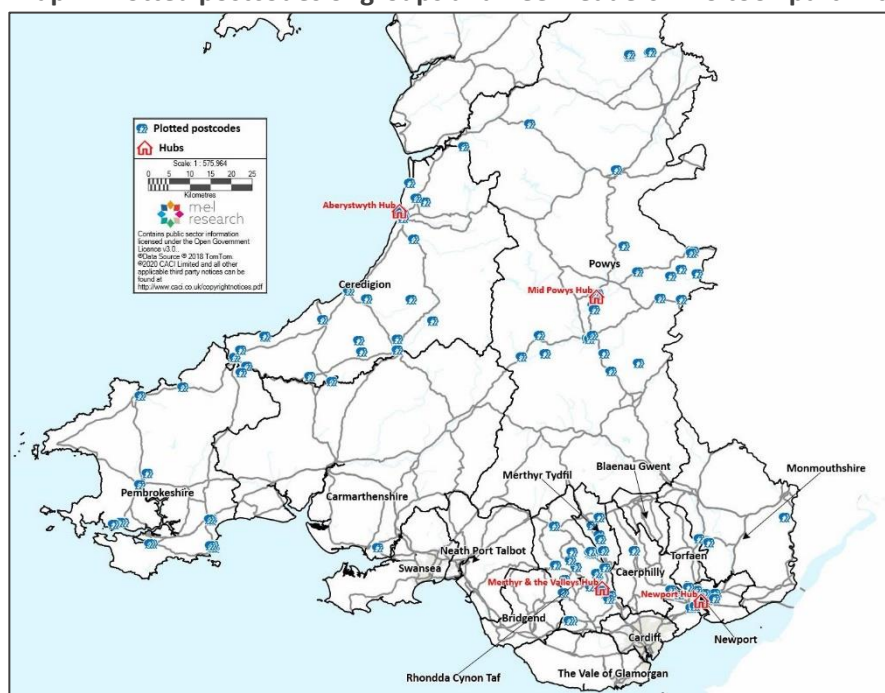 Plotted postcodes
Hubs
Scale: 1 : 575,964
0 5 10 15 20 25
Kilometres
m·e·l
research
Contains public sector information
licensed under the Open Government
Licence v3.0..
©Data Source © 2018 TomTom.
©2020 CACI Limited and all other
applicable third party notices can be
found at
http://www.caci.co.uk/copyrightnotices.pdf
Aberystwyth Hub
Powys
Ceredigion
Mid Powys Hub
Blaenau Gwent
Merthyr Tydfil
Monmouthshire
Pembrokeshire
Carmarthenshire
Torfaen
Neath Port Talbot
Swansea
Caerphilly
Merthyr & the Valleys Hub
Newport Hub
Bridgend
Cardiff
Newport
Rhondda Cynon Taf
The Vale of Glamorgan